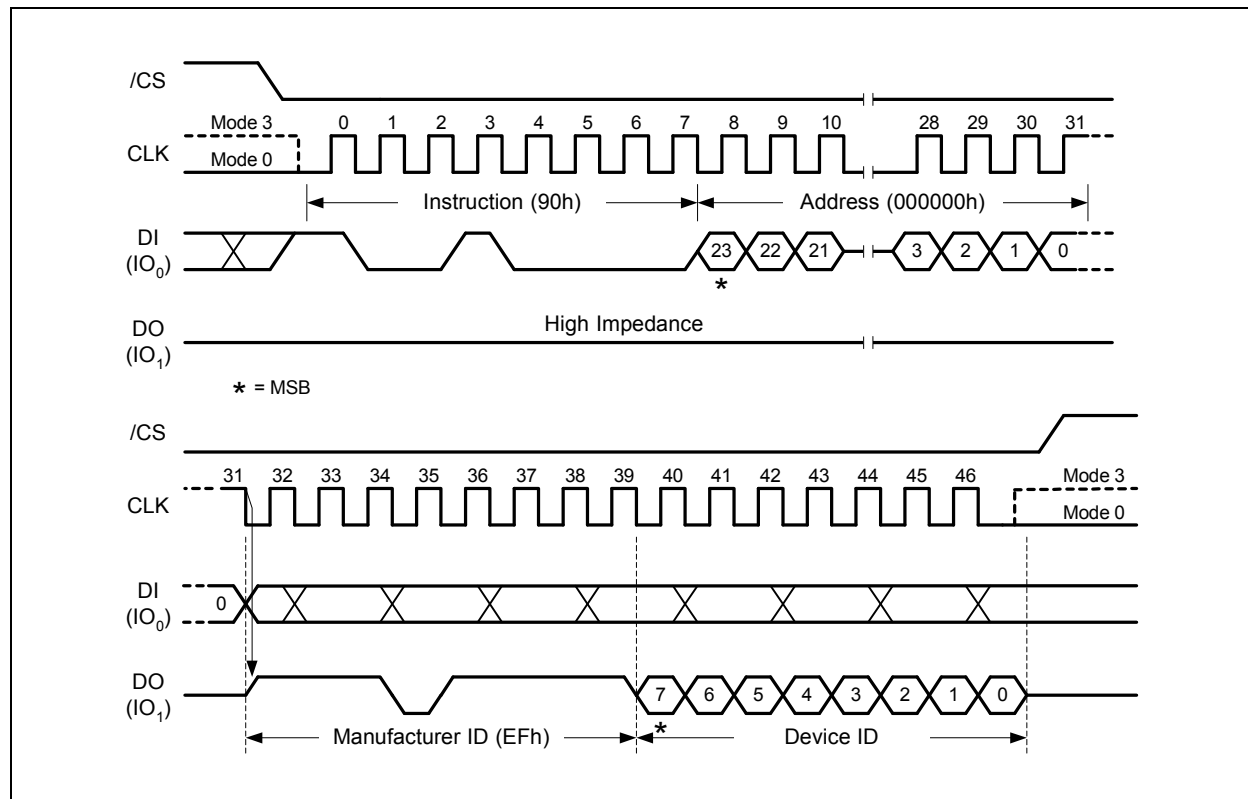 /CS
Mode 3 0 1 2 3 4 5 6 7 8 9 10 28 29 30 31
CLK
Mode 0
Instruction (90h) Address (000000h)
DI
(IO0)
23 22 21 3 2 1 0
*
High Impedance
DO
(IO1)
* = MSB
/CS
31 32 33 34 35 36 37 38 39 40 41 42 43 44 45 46 Mode 3
CLK
Mode 0
DI
(IO0)
0
DO
(IO1)
7 6 5 4 3 2 1 0
*
Manufacturer ID (EFh) Device ID